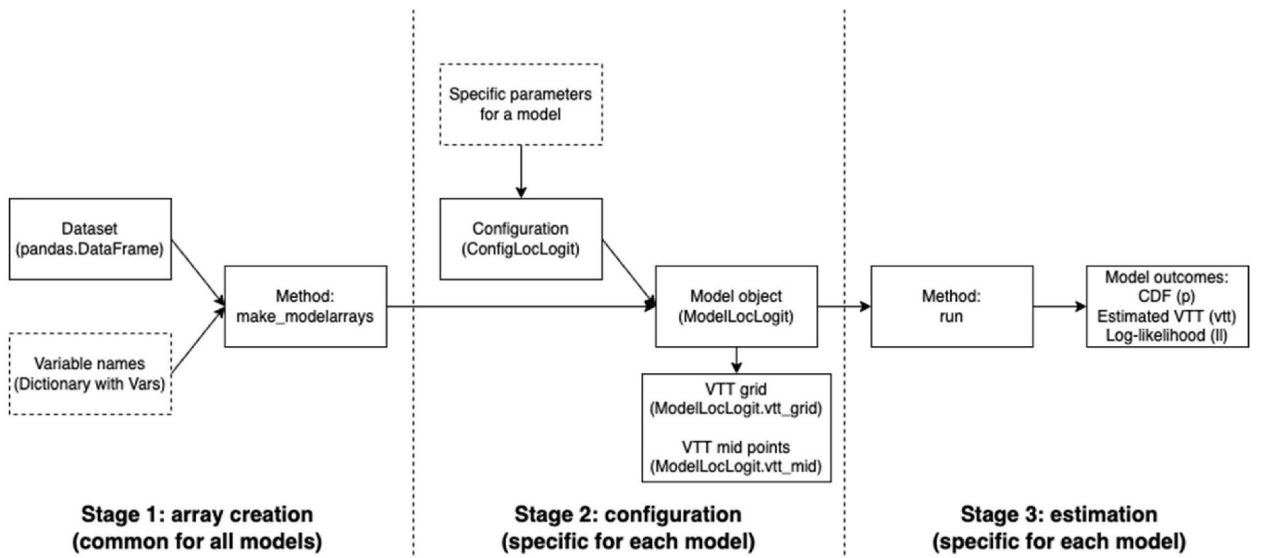 Specific parameters
for a model
Dataset
(pandas.DataFrame)
Configuration
(ConfigLocLogit)
Method:
make_modelarrays
Model object
(ModelLocLogit)
Method:
run
Model outcomes:
CDF (p)
Estimated VTT (vtt)
Log-likelihood (ll)
Variable names
(Dictionary with Vars)
VTT grid
(ModelLocLogit.vtt_grid)
VTT mid points
(ModelLocLogit.vtt_mid)
Stage 1: array creation
(common for all models)
Stage 2: configuration
(specific for each model)
Stage 3: estimation
(specific for each model)